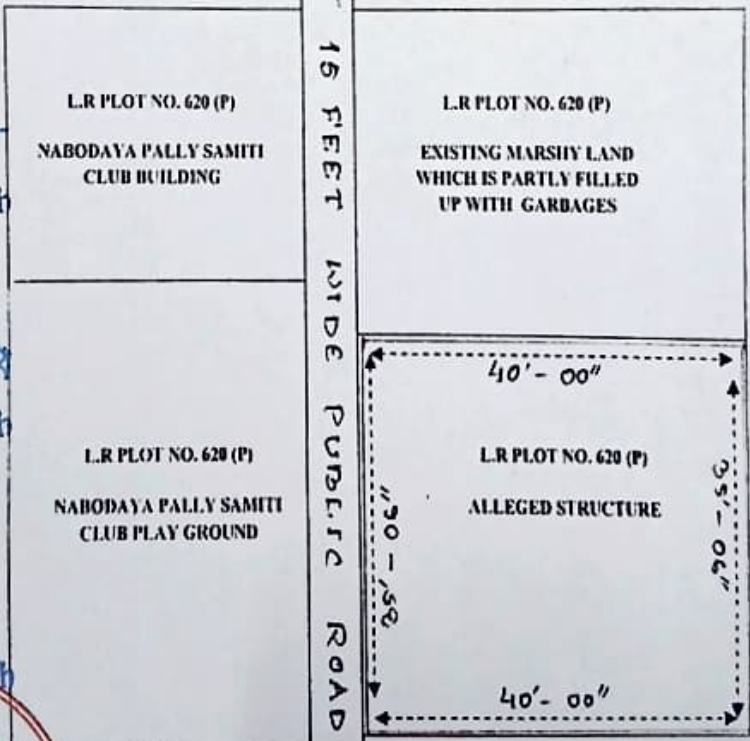 L.R PLOT NO. 620 (P)
NABODAYA PALLY SAMITI
CLUB BUILDING
15 FEET WIDE PUBLIC ROAD
L.R PLOT NO. 620 (P)
EXISTING MARSHY LAND
WHICH IS PARTLY FILLED
UP WITH GARBAGES
L.R PLOT NO. 620 (P)
NABODAYA PALLY SAMITI
CLUB PLAY GROUND
40'- 00"
L.R PLOT NO. 620 (P)
ALLEGED STRUCTURE
35'- 06"
35'- 06"
40'- 00"